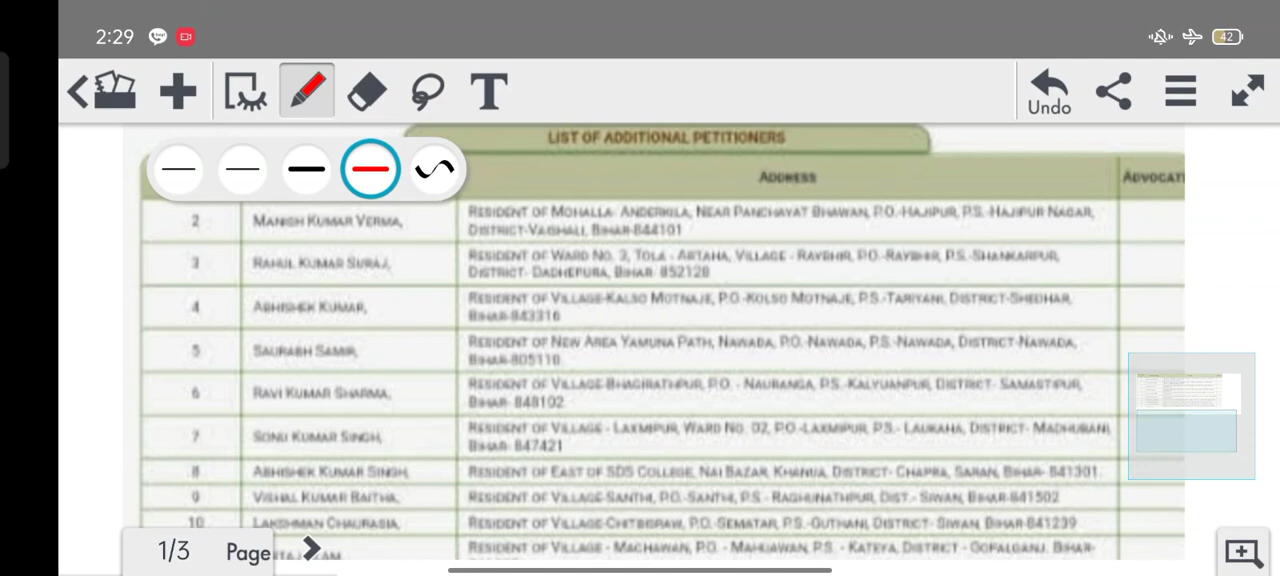 2:29
42
T
Undo
LIST OF ADDITIONAL PETITIONERS
ADDRESS
ADVOCAT
2 MANISH KUMAR VERMA, RESIDENT OF MOHALLA- ANDERKILA, NEAR PANCHAYAT BHAWAN, P.O.-HAJIPUR, P.S.-HAJIPUR NAGAR,
DISTRICT-VAISHALI, BIHAR-844101
3 RAHUL KUMAR SURAJ, RESIDENT OF WARD NO. 3, TOLA - ARTAHA, VILLAGE - RAYBHIR, P.O.-RAYBHIR, P.S.-SHANKARPUR,
DISTRICT- BIHAR- 852128
4 ABHISHEK KUMAR, RESIDENT OF VILLAGE-KALSO MOTNAJE, P.O.-KOLSO MOTNAJE, P.S.-TARIYANI, DISTRICT-SHEOHAR,
BIHAR-843316
5 SAURABH SAMIR, RESIDENT OF NEW AREA YAMUNA PATH, NAWADA, P.O.-NAWADA, P.S.-NAWADA, DISTRICT-NAWADA,
BIHAR-805110
6 RAVI KUMAR SHARMA, RESIDENT OF VILLAGE-BHAGIRATHPUR, P.O. - NAURANGA, P.S.-KALYUANPUR, DISTRICT- SAMASTIPUR,
BIHAR- 848102
7 SONU KUMAR SINGH, RESIDENT OF VILLAGE - LAXMIPUR, WARD NO. 02, P.O.-LAXMIPUR, P.S.- LAUKAHA, DISTRICT- MADHUBANI,
BIHAR- 847421
8 ABHISHEK KUMAR SINGH, RESIDENT OF EAST OF SDS COLLEGE, NAI BAZAR, KHANUA, DISTRICT- CHAPRA, SARAN, BIHAR- 841301
9 VISHAL KUMAR BAITHA, RESIDENT OF VILLAGE-SANTHI, P.O.-SANTHI, P.S.- RAGHUNATHPUR, DIST.- SIWAN, BIHAR-841502
10 LAKSHMAN CHAURASIA, RESIDENT OF VILLAGE-CHITBISRAW, P.O.-SEMATAR, P.S.-GUTHANI, DISTRICT- SIWAN, BIHAR-841239
RESIDENT OF VILLAGE - MACHAWAN, P.O. - MAHUAWAN, P.S. - KATEYA, DISTRICT - GOPALGANJ, BIHAR-
1/3 Page